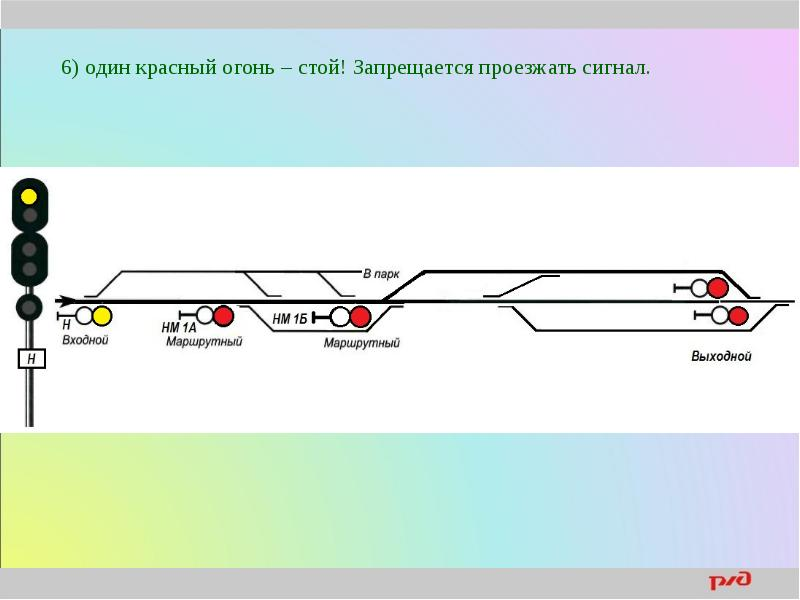 6) один красный огонь – стой! Запрещается проезжать сигнал.
В парк
Н
Входной
НМ 1А
Маршрутный
НМ 1Б
Маршрутный
Выходной
Н
ржд